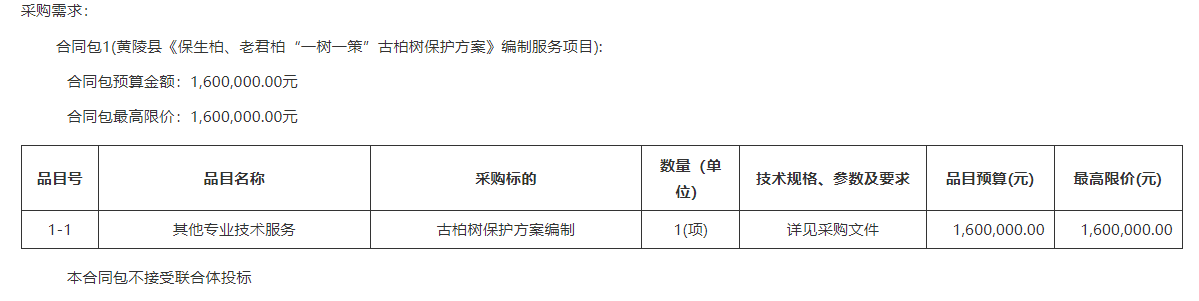 采购需求：
合同包1(黄陵县《保生柏、老君柏“一树一策”古柏树保护方案》编制服务项目):
合同包预算金额：1,600,000.00元
合同包最高限价：1,600,000.00元
品目号 品目名称 采购标的 数量（单位） 技术规格、参数及要求 品目预算(元) 最高限价(元)
1-1 其他专业技术服务 古柏树保护方案编制 1(项) 详见采购文件 1,600,000.00 1,600,000.00
本合同包不接受联合体投标